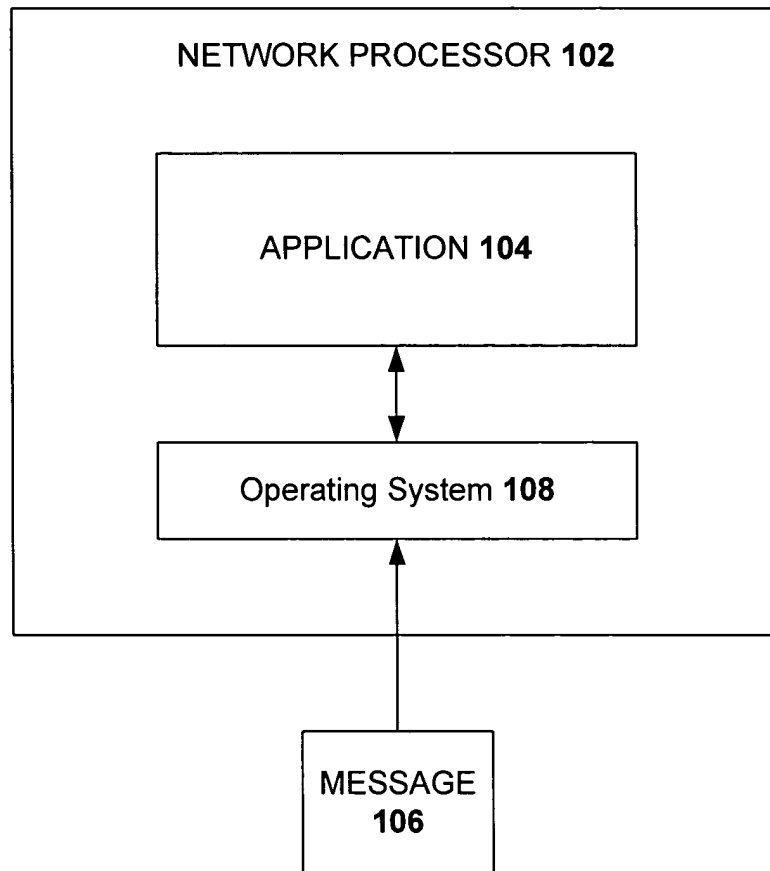 NETWORK PROCESSOR 102
APPLICATION 104
Operating System 108
MESSAGE
106